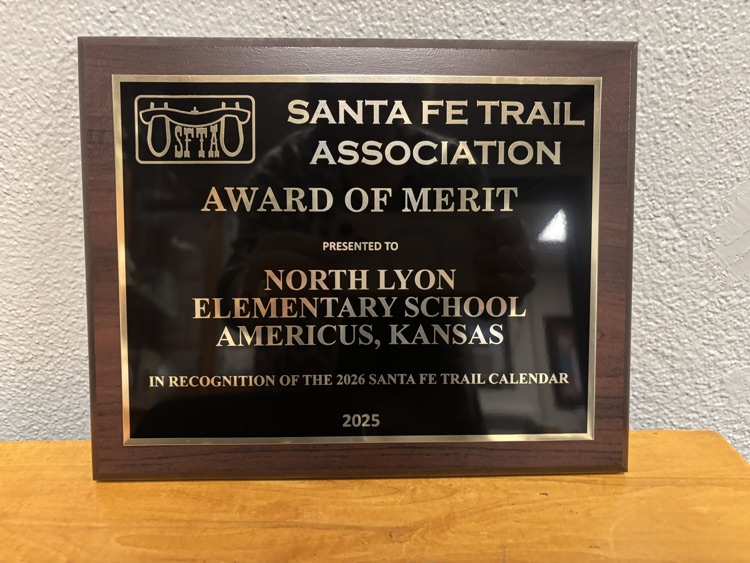 SFTA
SANTA FE TRAIL
ASSOCIATION
AWARD OF MERIT
PRESENTED TO
NORTH LYON
ELEMENTARY SCHOOL
AMERICUS, KANSAS
IN RECOGNITION OF THE 2026 SANTA FE TRAIL CALENDAR
2025